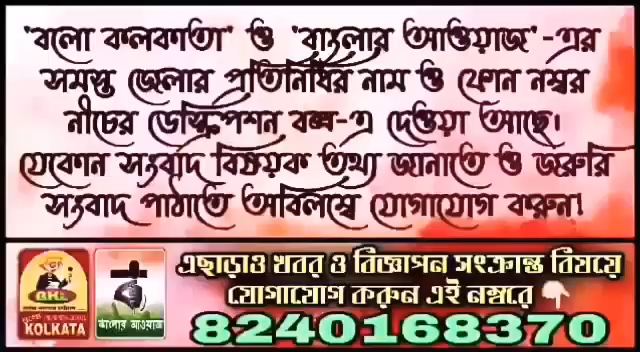 'বলো কলকাতা' ও 'বাংলার আওয়াজ'-এর
সমস্ত জেলার প্রতিনিধির নাম ও ফোন নম্বর
নীচের ডেস্ক্রিপশন বক্স-এ দেওয়া আছে।
যেকোন সংবাদ বিষয়ক তথ্য জানাতে ও জরুরি
সংবাদ পাঠাতে অবিলম্বে যোগাযোগ করুন!
এছাড়াও খবর ও বিজ্ঞাপন সংক্রান্ত বিষয়ে
যোগাযোগ করুন এই নম্বরে
8240168370
KOLKATA
বাংলার আওয়াজ